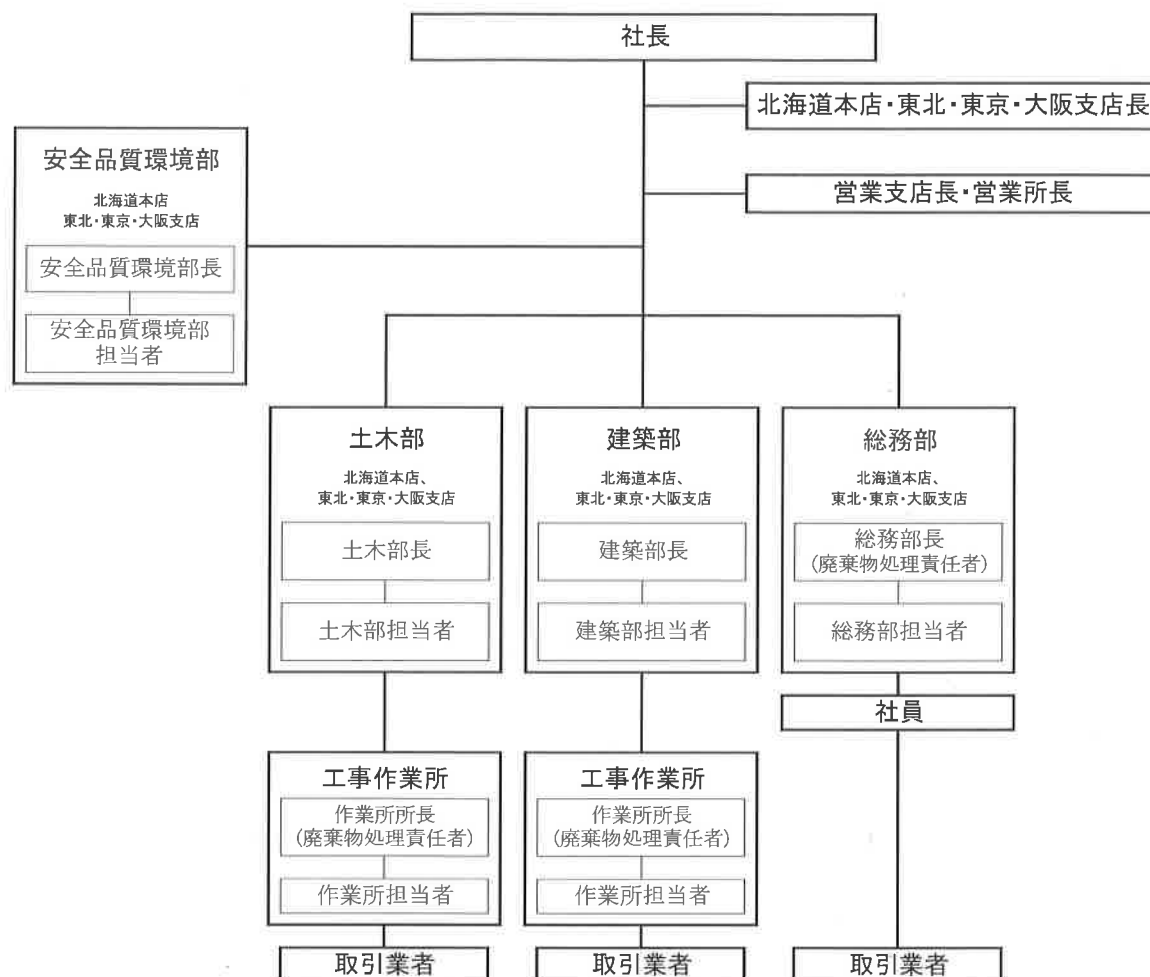 社長
北海道本店・東北・東京・大阪支店長
営業支店長・営業所長
安全品質環境部
北海道本店
東北・東京・大阪支店
安全品質環境部長
安全品質環境部
担当者
土木部
北海道本店、
東北・東京・大阪支店
土木部長
土木部担当者
建築部
北海道本店、
東北・東京・大阪支店
建築部長
建築部担当者
総務部
北海道本店、
東北・東京・大阪支店
総務部長
(廃棄物処理責任者)
総務部担当者
社員
工事作業所
作業所所長
(廃棄物処理責任者)
作業所担当者
工事作業所
作業所所長
(廃棄物処理責任者)
作業所担当者
取引業者
取引業者
取引業者